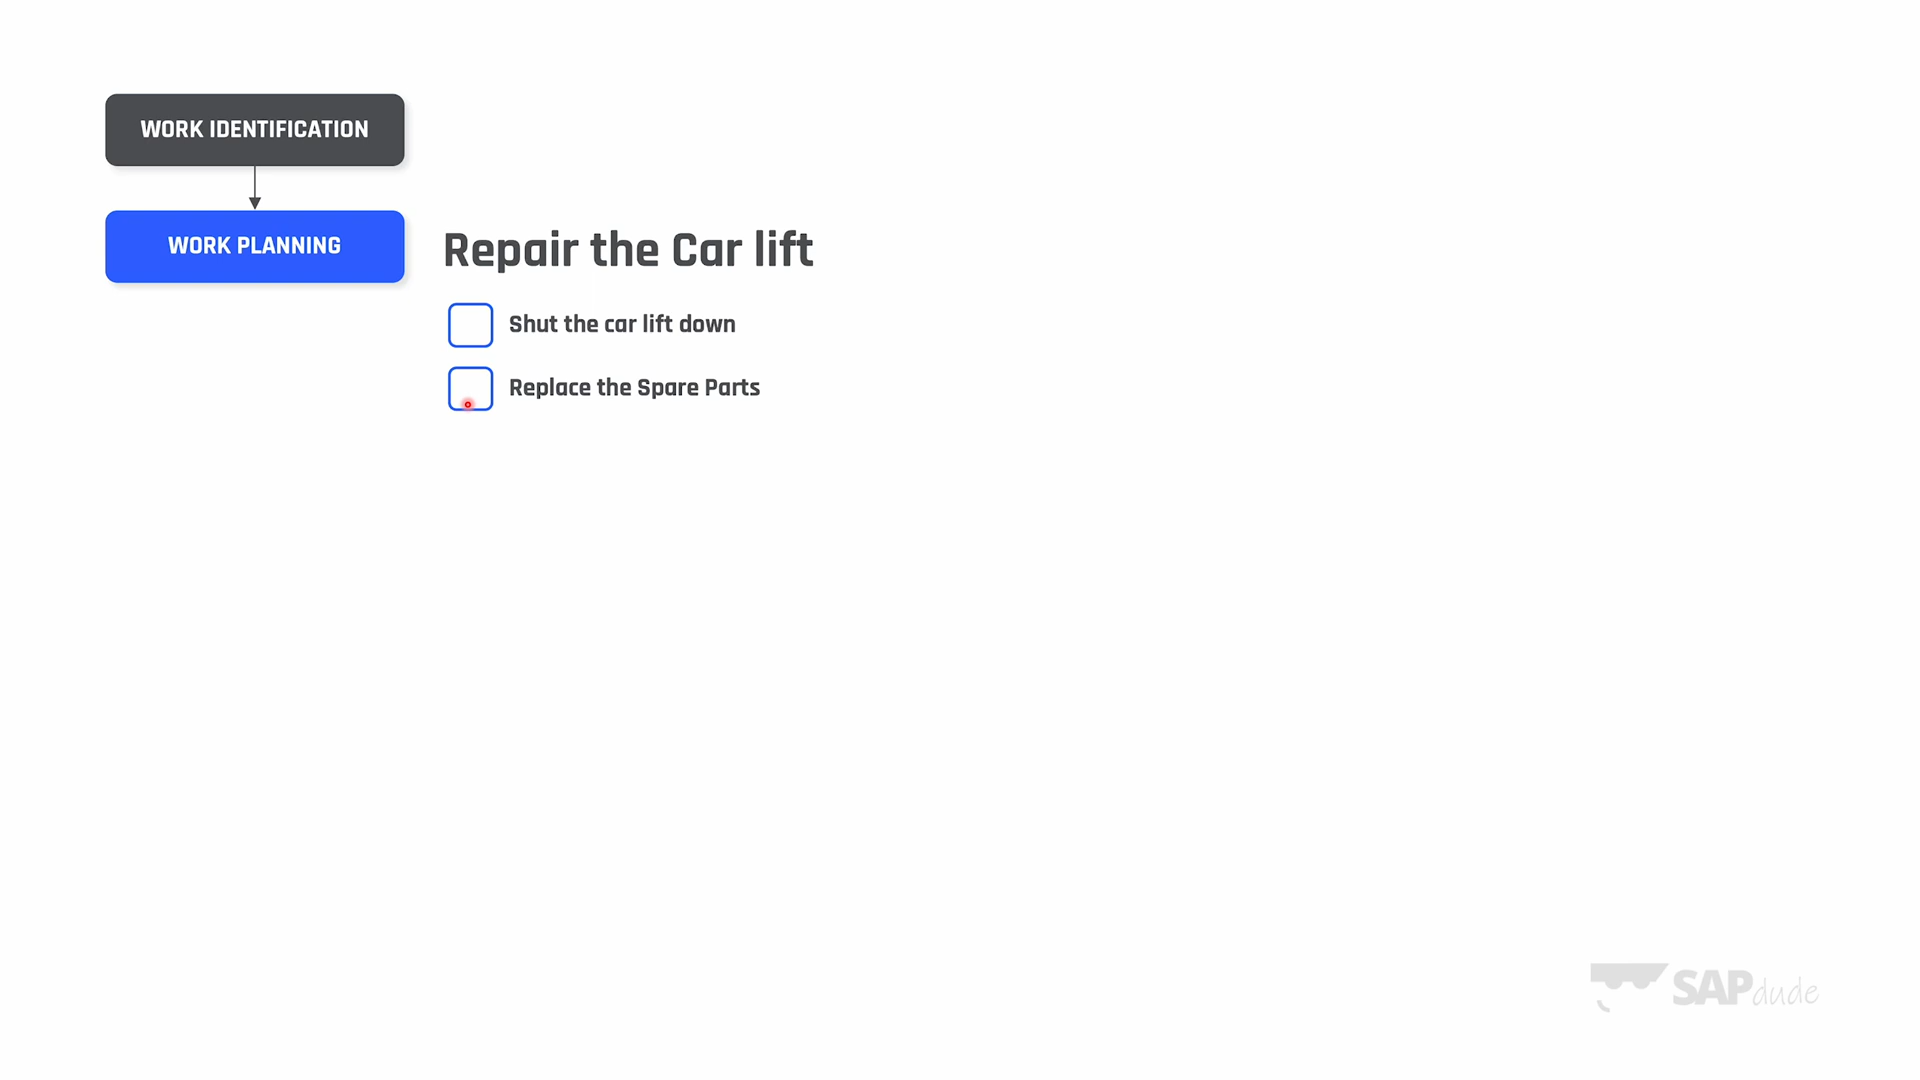 WORK IDENTIFICATION
WORK PLANNING
Repair the Car lift
Shut the car lift down
Replace the Spare Parts
SAPdude